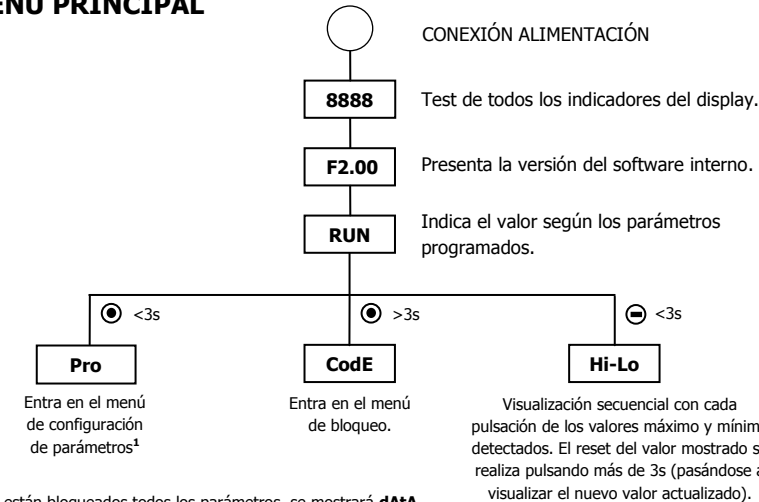 MENÚ PRINCIPAL
CONEXIÓN ALIMENTACIÓN
8888
Test de todos los indicadores del display.
F2.00
Presenta la versión del software interno.
RUN
Indica el valor según los parámetros
programados.
<3s
>3s
<3s
Pro
CodE
Hi-Lo
Entra en el menú
de configuración
de parámetros1
Entra en el menú
de bloqueo.
Visualización secuencial con cada
pulsación de los valores máximo y mínim
detectados. El reset del valor mostrado s
realiza pulsando más de 3s (pasándose a
visualizar el nuevo valor actualizado).
están bloqueados todos los parámetros, se mostrará dAtA